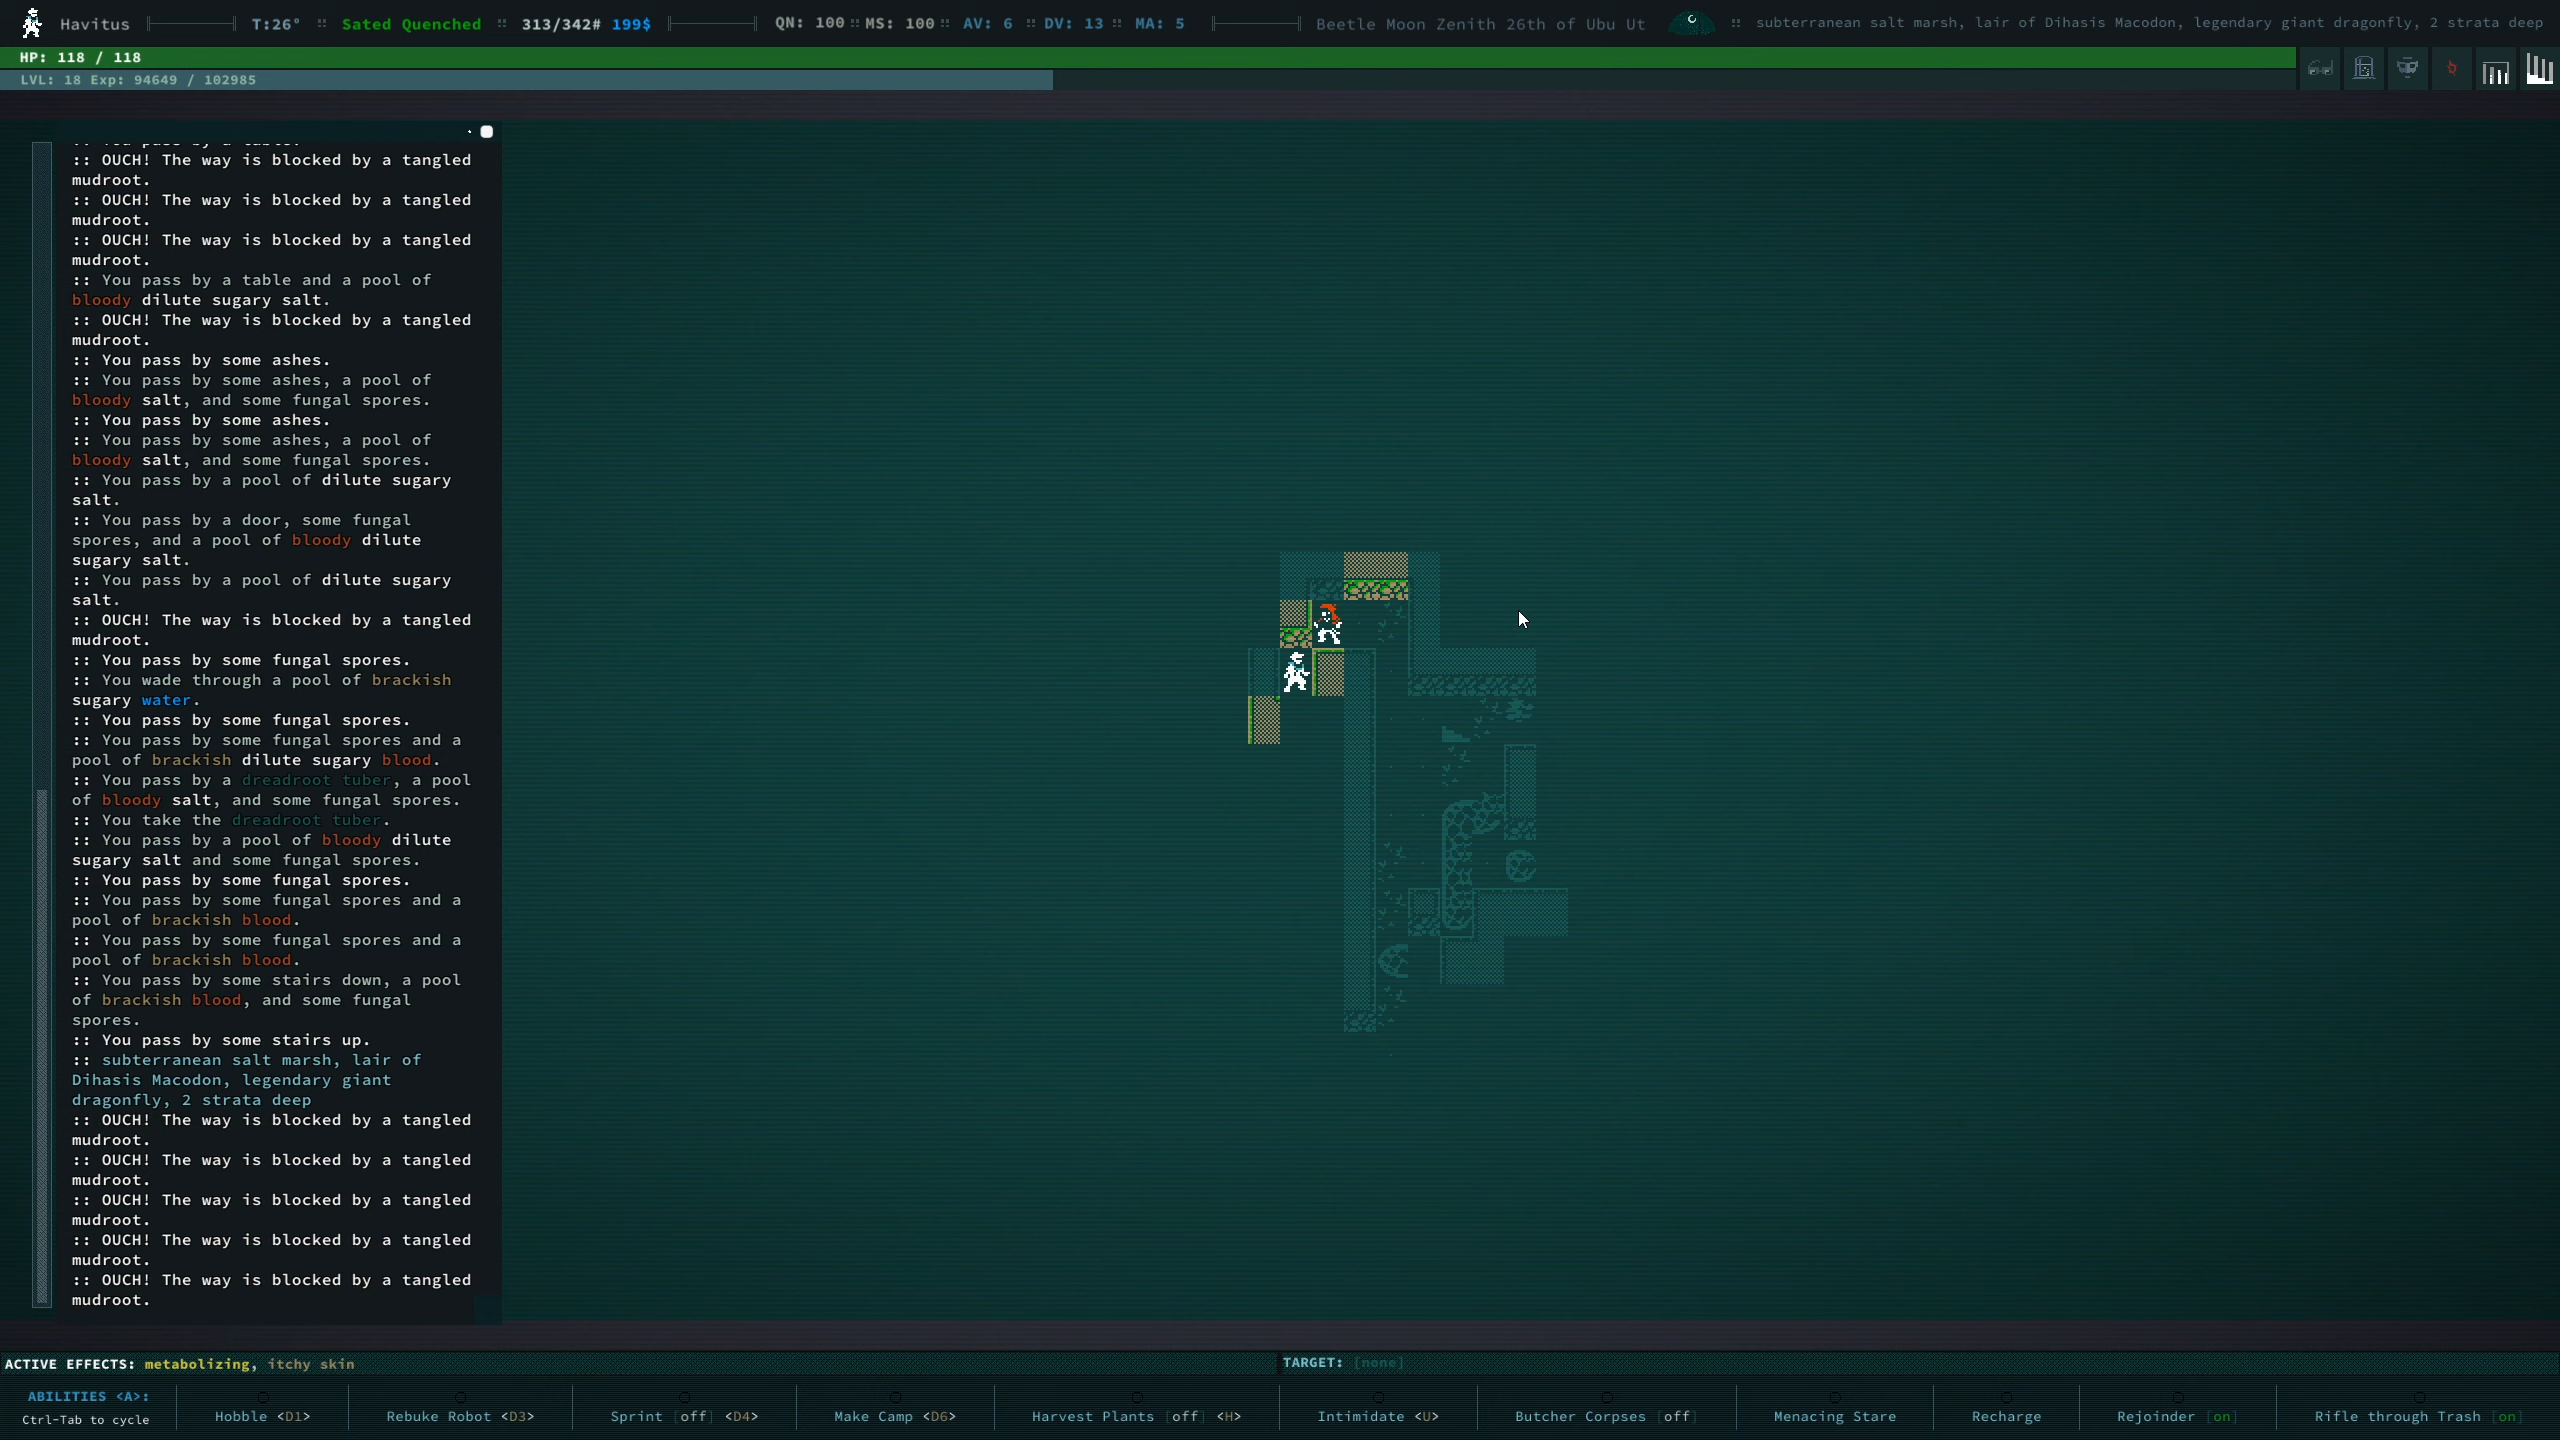 Havitus T:26° :: Sated Quenched :: 313/342# 199$ QN: 100 :: MS: 100 :: AV: 6 :: DV: 13 :: MA: 5 Beetle Moon Zenith 26th of Ubu Ut :: subterranean salt marsh, lair of Dihasis Macodon, legendary giant dragonfly, 2 strata deep
HP: 118 / 118
LVL: 18 Exp: 94649 / 102985
:: You pass by a table.
:: OUCH! The way is blocked by a tangled
mudroot.
:: OUCH! The way is blocked by a tangled
mudroot.
:: OUCH! The way is blocked by a tangled
mudroot.
:: You pass by a table and a pool of
bloody dilute sugary salt.
:: OUCH! The way is blocked by a tangled
mudroot.
:: You pass by some ashes.
:: You pass by some ashes, a pool of
bloody salt, and some fungal spores.
:: You pass by some ashes.
:: You pass by some ashes, a pool of
bloody salt, and some fungal spores.
:: You pass by a pool of dilute sugary
salt.
:: You pass by a door, some fungal
spores, and a pool of bloody dilute
sugary salt.
:: You pass by a pool of dilute sugary
salt.
:: OUCH! The way is blocked by a tangled
mudroot.
:: You pass by some fungal spores.
:: You wade through a pool of brackish
sugary water.
:: You pass by some fungal spores.
:: You pass by some fungal spores and a
pool of brackish dilute sugary blood.
:: You pass by a dreadroot tuber, a pool
of bloody salt, and some fungal spores.
:: You take the dreadroot tuber.
:: You pass by a pool of bloody dilute
sugary salt and some fungal spores.
:: You pass by some fungal spores.
:: You pass by some fungal spores and a
pool of brackish blood.
:: You pass by some fungal spores and a
pool of brackish blood.
:: You pass by some stairs down, a pool
of brackish blood, and some fungal
spores.
:: You pass by some stairs up.
:: subterranean salt marsh, lair of
Dihasis Macodon, legendary giant
dragonfly, 2 strata deep
:: OUCH! The way is blocked by a tangled
mudroot.
:: OUCH! The way is blocked by a tangled
mudroot.
:: OUCH! The way is blocked by a tangled
mudroot.
:: OUCH! The way is blocked by a tangled
mudroot.
:: OUCH! The way is blocked by a tangled
mudroot.
ACTIVE EFFECTS: metabolizing, itchy skin TARGET: [none]
ABILITIES <A>:
Ctrl-Tab to cycle
Hobble <D1> Rebuke Robot <D3> Sprint [off] <D4> Make Camp <D6> Harvest Plants [off] <H> Intimidate <U> Butcher Corpses [off] Menacing Stare Recharge Rejoinder [on] Rifle through Trash [on]